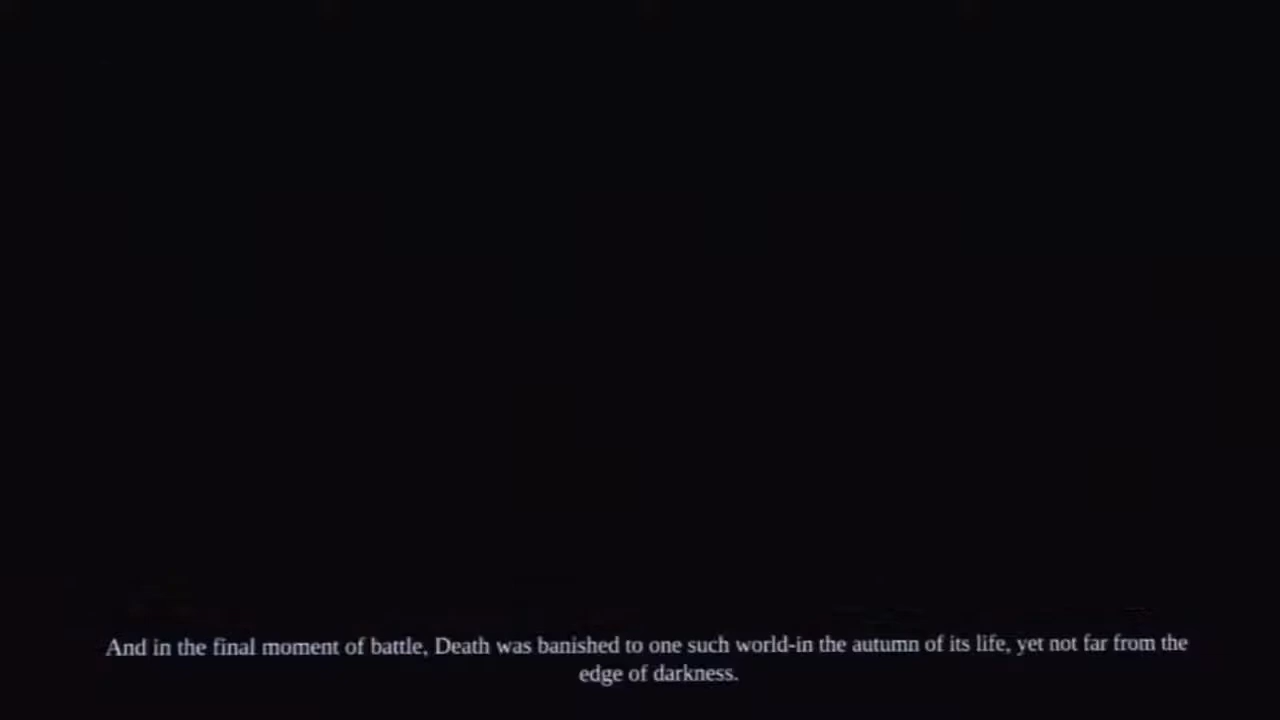 And in the final moment of battle, Death was banished to one such world-in the autumn of its life, yet not far from the
edge of darkness.